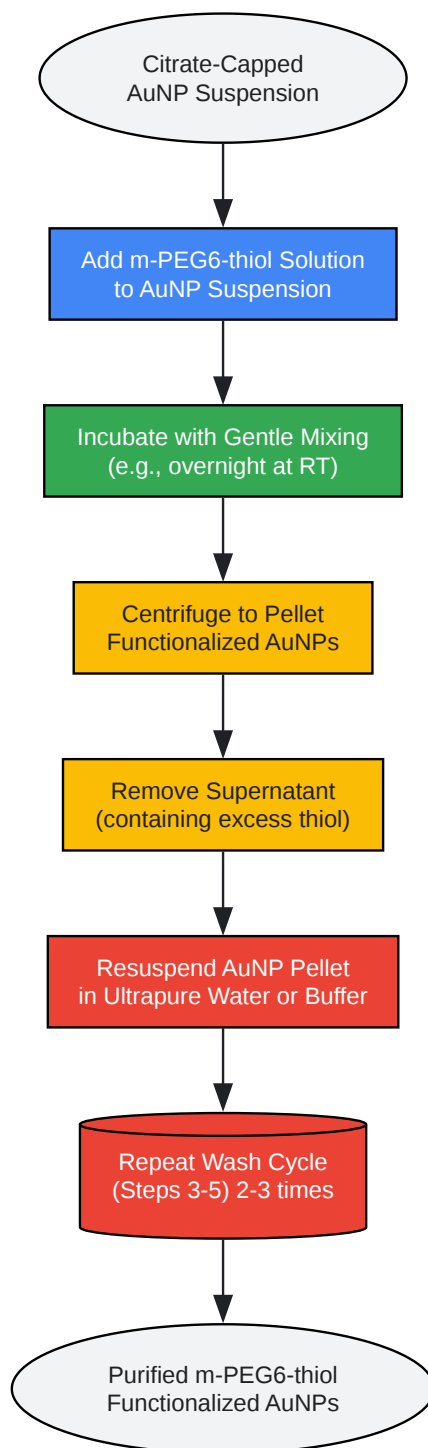 Citrate-Capped
AuNP Suspension
Add m-PEG6-thiol Solution
to AuNP Suspension
Incubate with Gentle Mixing
(e.g., overnight at RT)
Centrifuge to Pellet
Functionalized AuNPs
Remove Supernatant
(containing excess thiol)
Resuspend AuNP Pellet
in Ultrapure Water or Buffer
Repeat Wash Cycle
(Steps 3-5) 2-3 times
Purified m-PEG6-thiol
Functionalized AuNPs